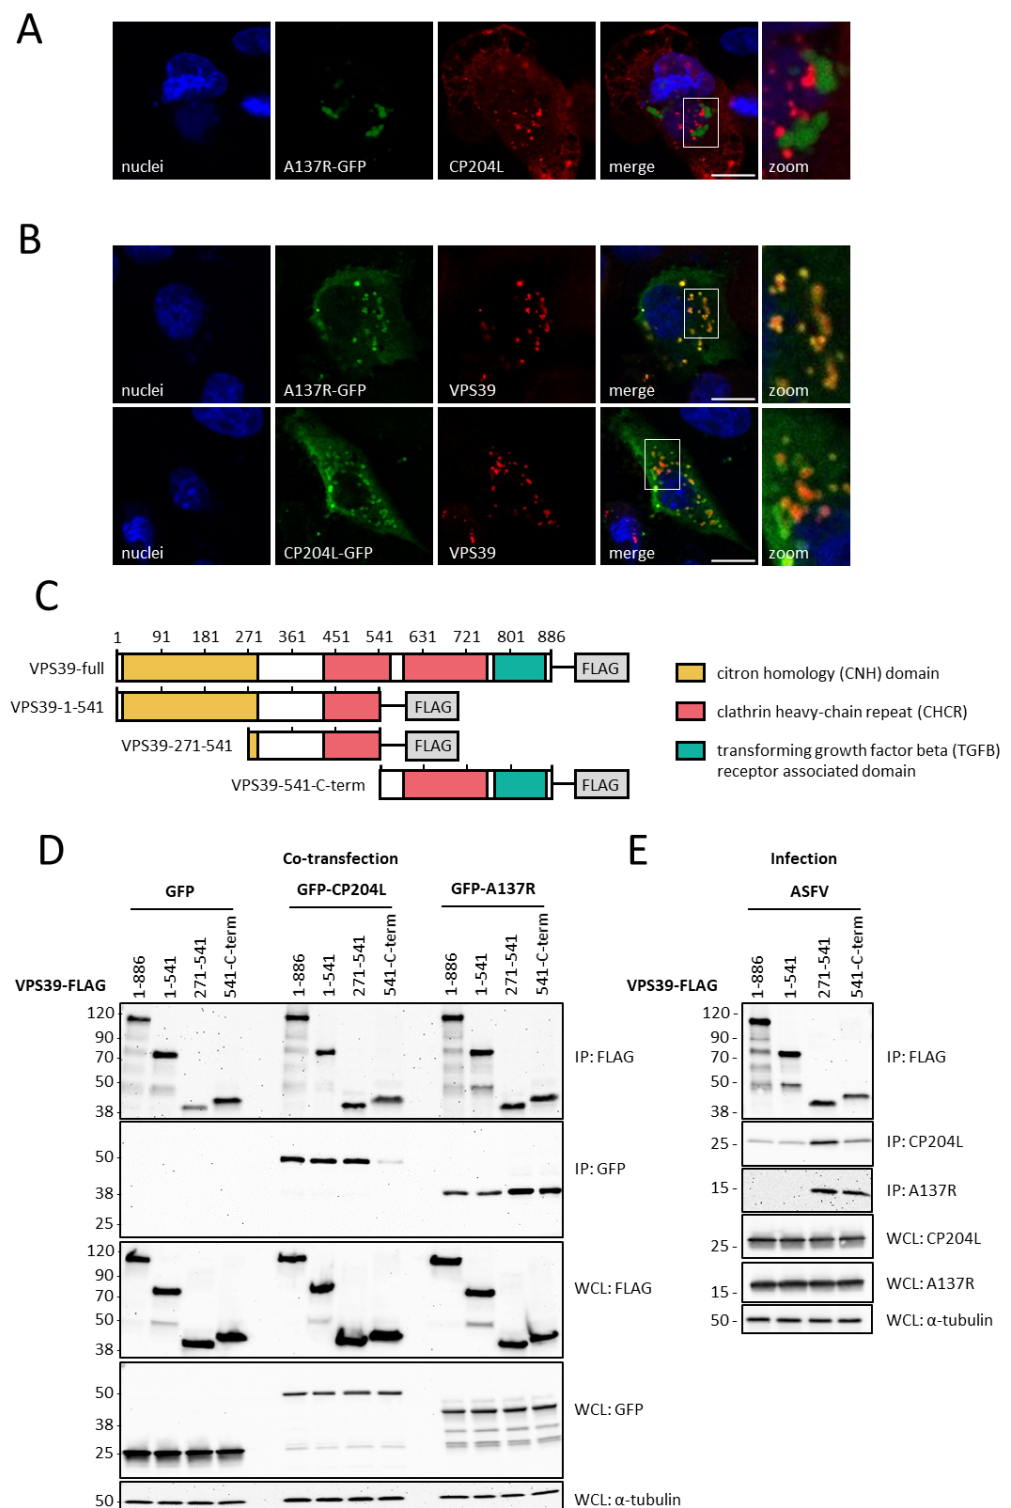 A
nuclei A137R-GFP CP204L merge zoom
B
nuclei A137R-GFP VPS39 merge zoom
nuclei CP204L-GFP VPS39 merge zoom
C
1 91 181 271 361 451 541 631 721 801 886
VPS39-full FLAG
VPS39-1-541 FLAG
VPS39-271-541 FLAG
VPS39-541-C-term FLAG
citron homology (CNH) domain
clathrin heavy-chain repeat (CHCR)
transforming growth factor beta (TGFB)
receptor associated domain
D
Co-transfection
GFP GFP-CP204L GFP-A137R
VPS39-FLAG
1-886 1-541 271-541 541-C-term 1-886 1-541 271-541 541-C-term 1-886 1-541 271-541 541-C-term
120
90
70
50
38
IP: FLAG
50
38
25
IP: GFP
120
90
70
50
38
WCL: FLAG
50
38
25
WCL: GFP
50
WCL: α-tubulin
E
Infection
ASFV
VPS39-FLAG
1-886 1-541 271-541 541-C-term
120 -
90 -
70 -
50 -
38 -
IP: FLAG
25 - IP: CP204L
15 - IP: A137R
25 - WCL: CP204L
15 - WCL: A137R
50 - WCL: α-tubulin